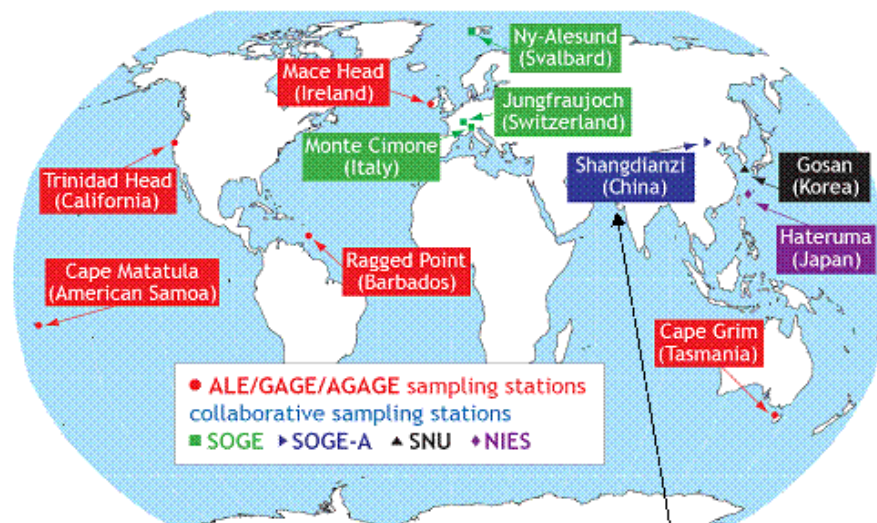 Ny-Alesund
(Svalbard)
Mace Head
(Ireland)
Jungfraujoch
(Switzerland)
Monte Cimone
(Italy)
Shangdianzi
(China)
Gosan
(Korea)
Trinidad Head
(California)
Hateruma
(Japan)
Ragged Point
(Barbados)
Cape Matatula
(American Samoa)
Cape Grim
(Tasmania)
ALE/GAGE/AGAGE sampling stations
collaborative sampling stations
SOGE SOGE-A SNU NIES